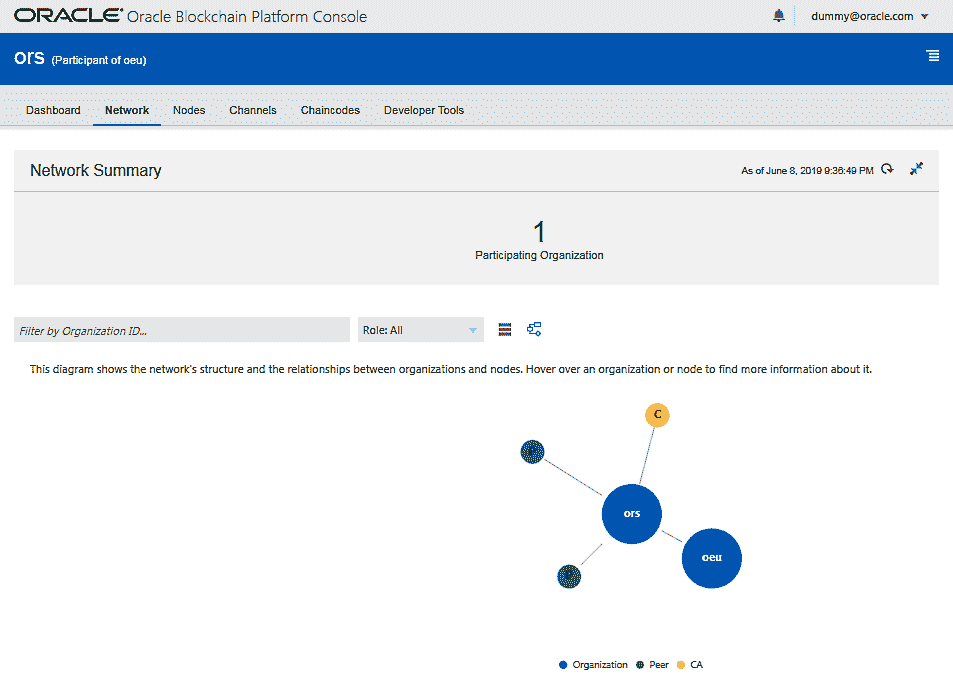 ORACLE® Oracle Blockchain Platform Console
dummy@oracle.com
ors (Participant of oeu)
Dashboard Network Nodes Channels Chaincodes Developer Tools
Network Summary
As of June 8, 2019 9:36:49 PM
1
Participating Organization
Filter by Organization ID...
Role: All
This diagram shows the network's structure and the relationships between organizations and nodes. Hover over an organization or node to find more information about it.
C
ors
oeu
Organization Peer CA